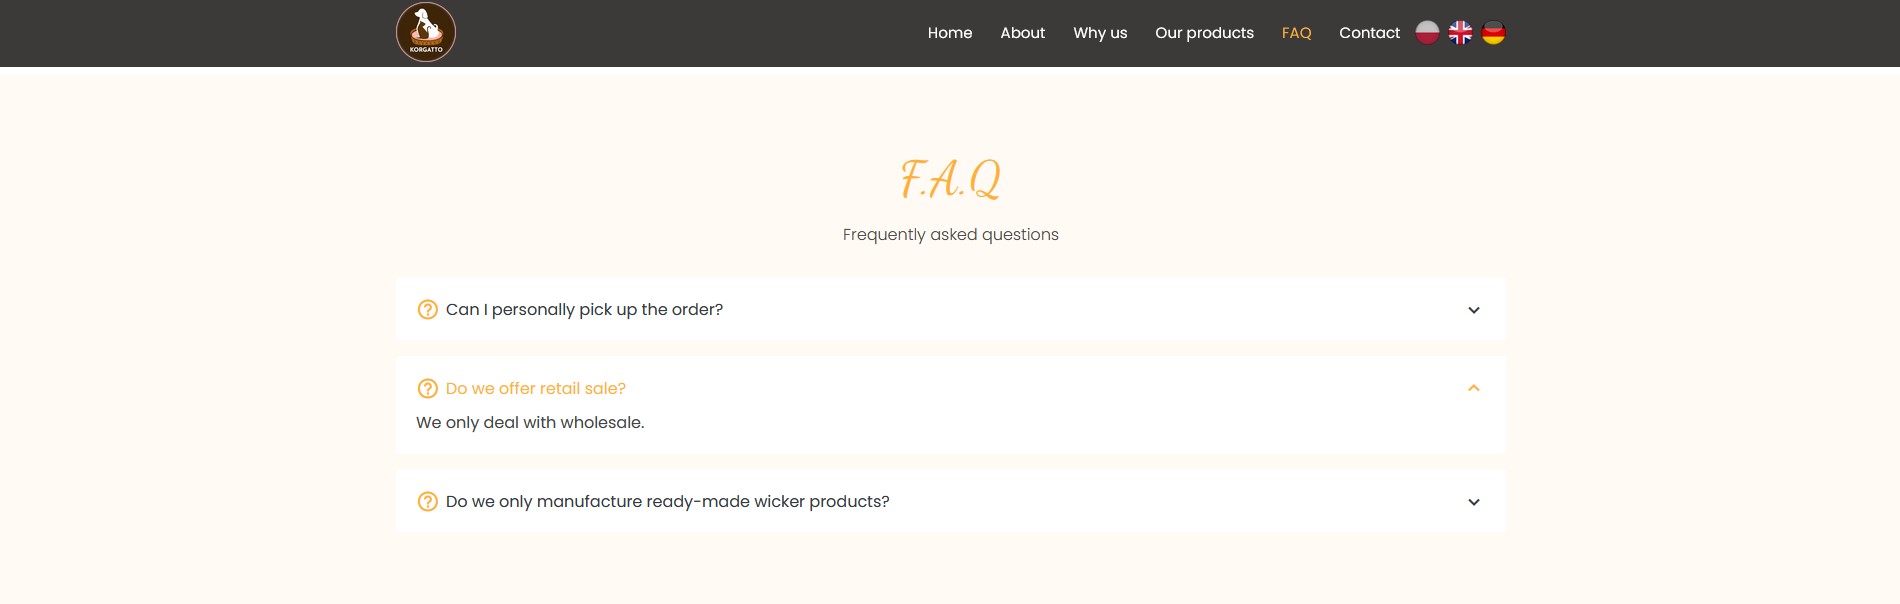 KORGATTO
Home About Why us Our products FAQ Contact
F.A.Q
Frequently asked questions
Can I personally pick up the order?
Do we offer retail sale?
We only deal with wholesale.
Do we only manufacture ready-made wicker products?